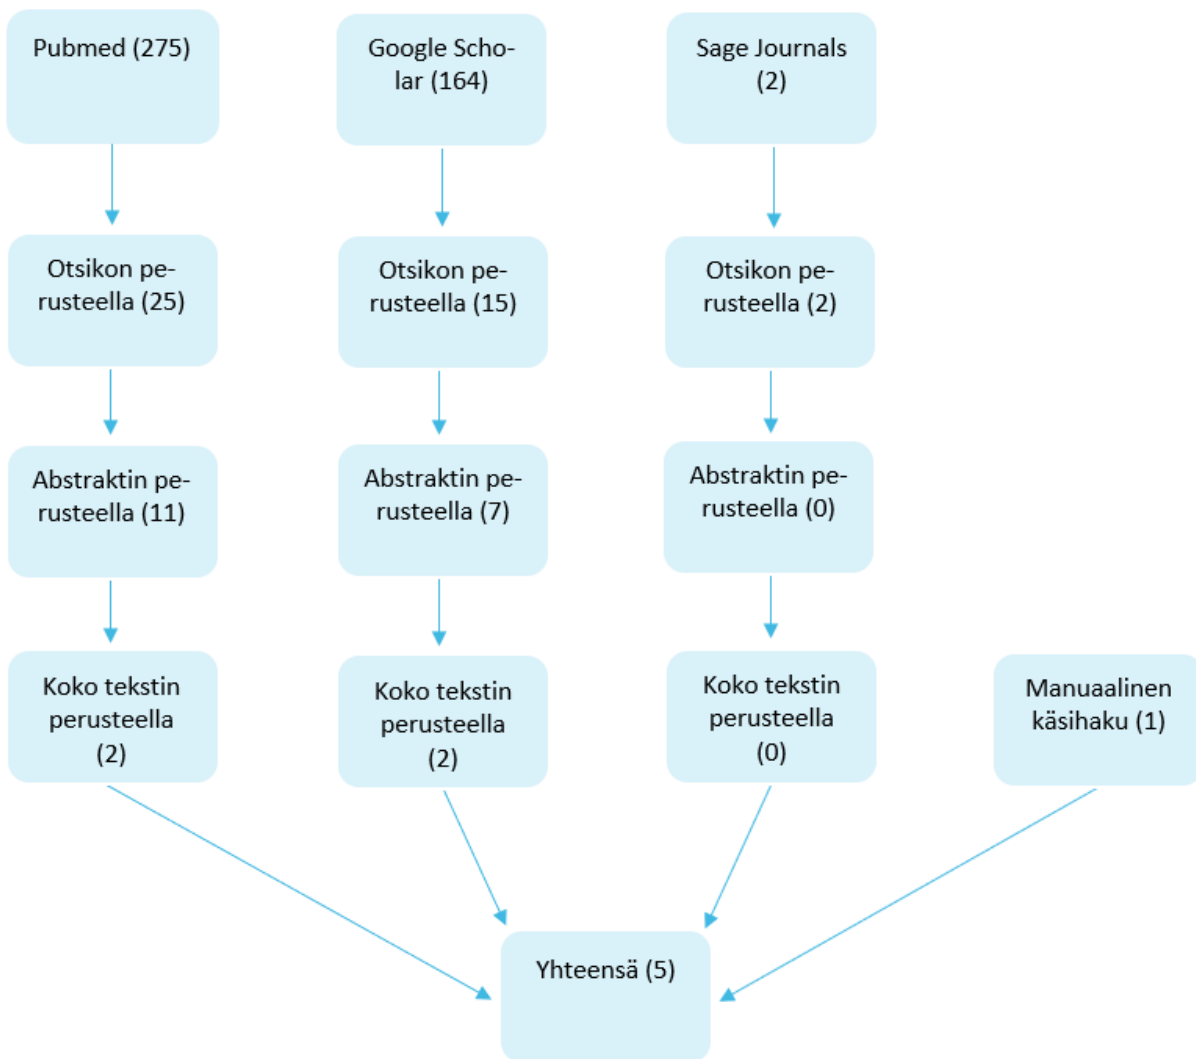 Pubmed (275)
Google Scho-
lar (164)
Sage Journals
(2)
Otsikon pe-
rusteella (25)
Otsikon pe-
rusteella (15)
Otsikon pe-
rusteella (2)
Abstraktin pe-
rusteella (11)
Abstraktin pe-
rusteella (7)
Abstraktin pe-
rusteella (0)
Koko tekstin
perusteella
(2)
Koko tekstin
perusteella
(2)
Koko tekstin
perusteella
(0)
Manuaalinen
käsihaku (1)
Yhteensä (5)